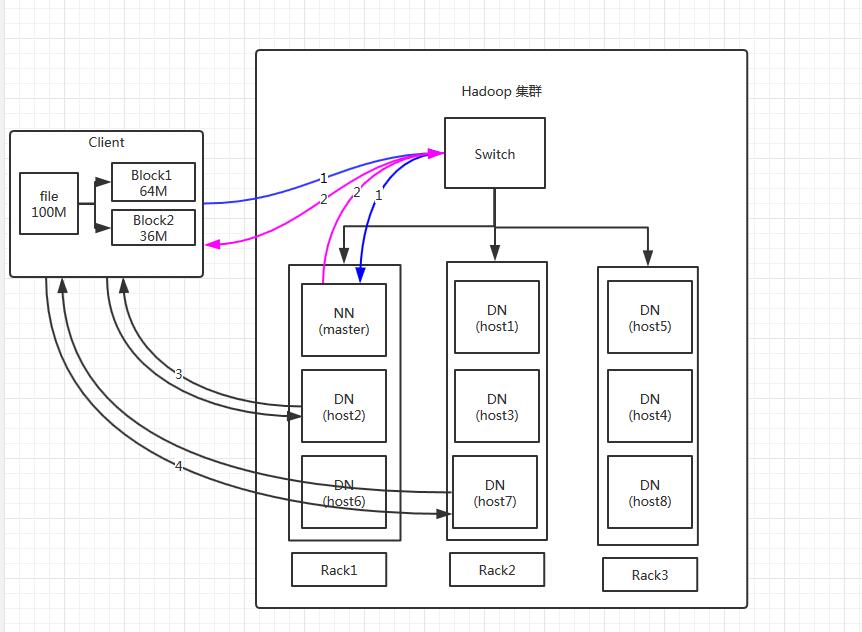 Hadoop 集群
Client
file
100M
Block1
64M
Block2
36M
Switch
1
2
2
1
NN
(master)
DN
(host2)
DN
(host6)
Rack1
DN
(host1)
DN
(host3)
DN
(host7)
Rack2
DN
(host5)
DN
(host4)
DN
(host8)
Rack3
3
4